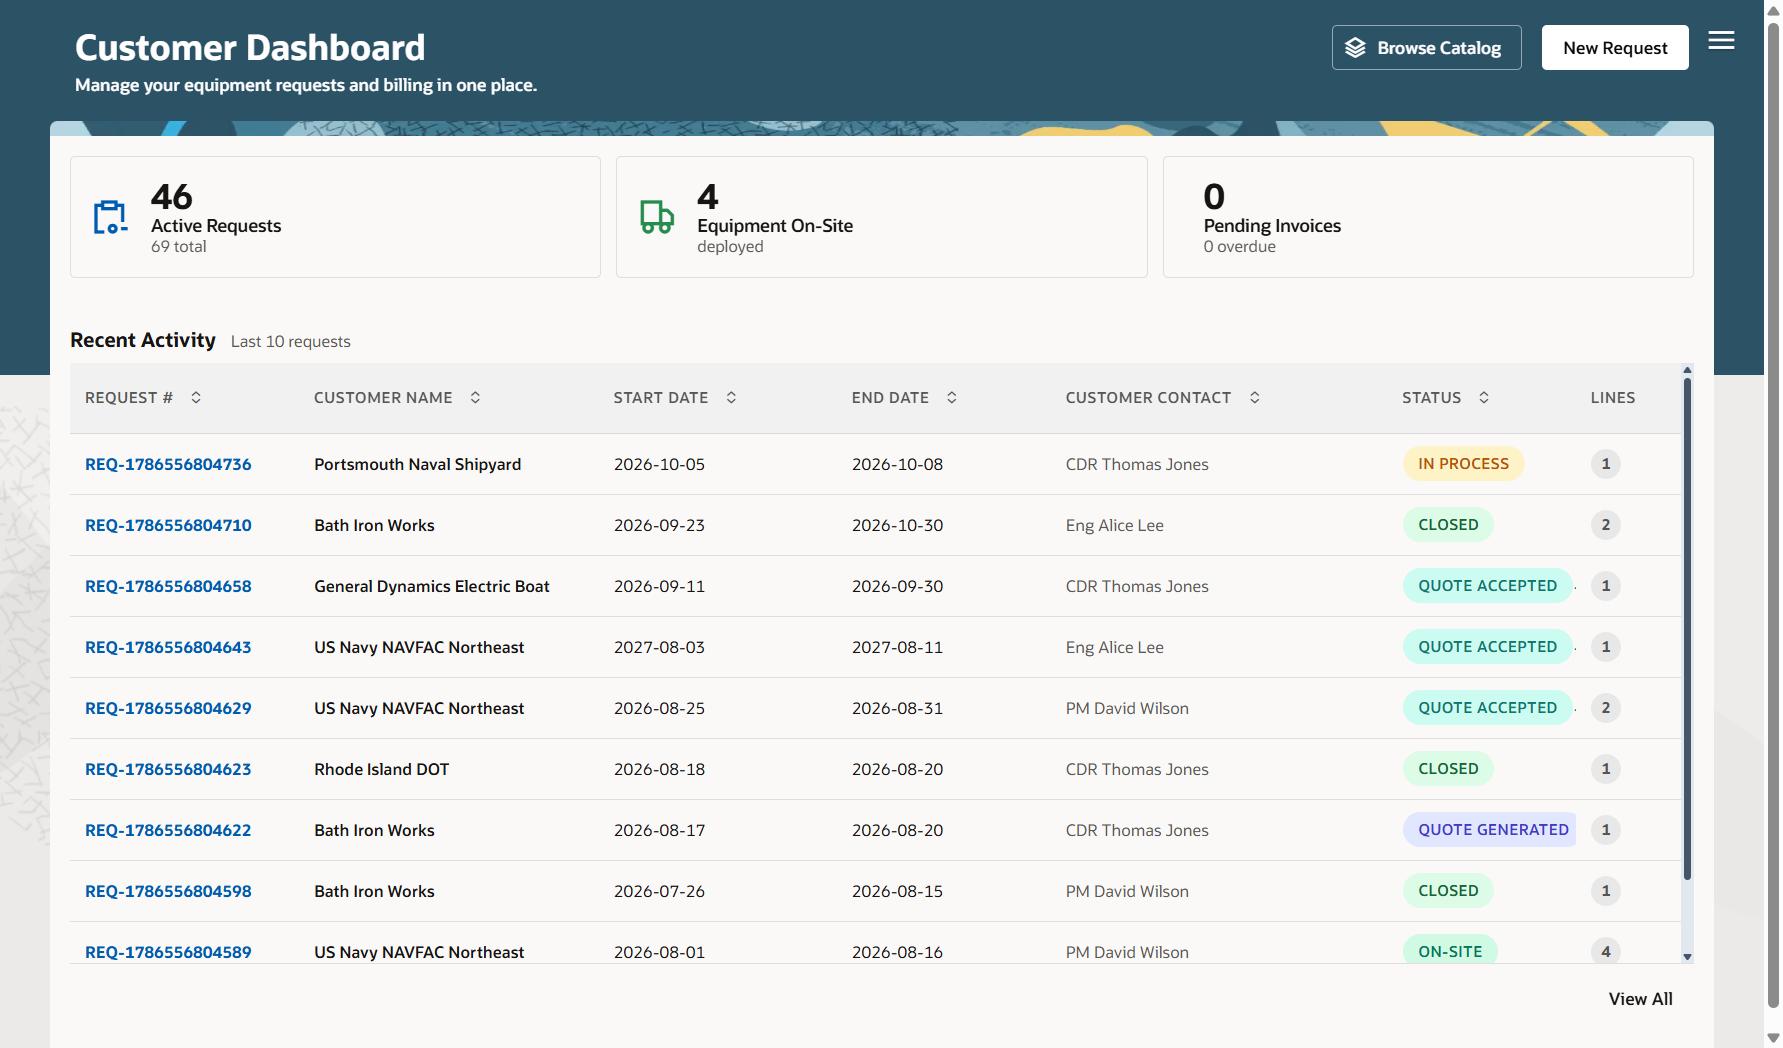 Customer Dashboard
Manage your equipment requests and billing in one place.
Browse Catalog
New Request
46
Active Requests
69 total
4
Equipment On-Site
deployed
0
Pending Invoices
0 overdue
Recent Activity Last 10 requests
REQUEST # CUSTOMER NAME START DATE END DATE CUSTOMER CONTACT STATUS LINES
REQ-1786556804736 Portsmouth Naval Shipyard 2026-10-05 2026-10-08 CDR Thomas Jones IN PROCESS 1
REQ-1786556804710 Bath Iron Works 2026-09-23 2026-10-30 Eng Alice Lee CLOSED 2
REQ-1786556804658 General Dynamics Electric Boat 2026-09-11 2026-09-30 CDR Thomas Jones QUOTE ACCEPTED 1
REQ-1786556804643 US Navy NAVFAC Northeast 2027-08-03 2027-08-11 Eng Alice Lee QUOTE ACCEPTED 1
REQ-1786556804629 US Navy NAVFAC Northeast 2026-08-25 2026-08-31 PM David Wilson QUOTE ACCEPTED 2
REQ-1786556804623 Rhode Island DOT 2026-08-18 2026-08-20 CDR Thomas Jones CLOSED 1
REQ-1786556804622 Bath Iron Works 2026-08-17 2026-08-20 CDR Thomas Jones QUOTE GENERATED 1
REQ-1786556804598 Bath Iron Works 2026-07-26 2026-08-15 PM David Wilson CLOSED 1
REQ-1786556804589 US Navy NAVFAC Northeast 2026-08-01 2026-08-16 PM David Wilson ON-SITE 4
View All